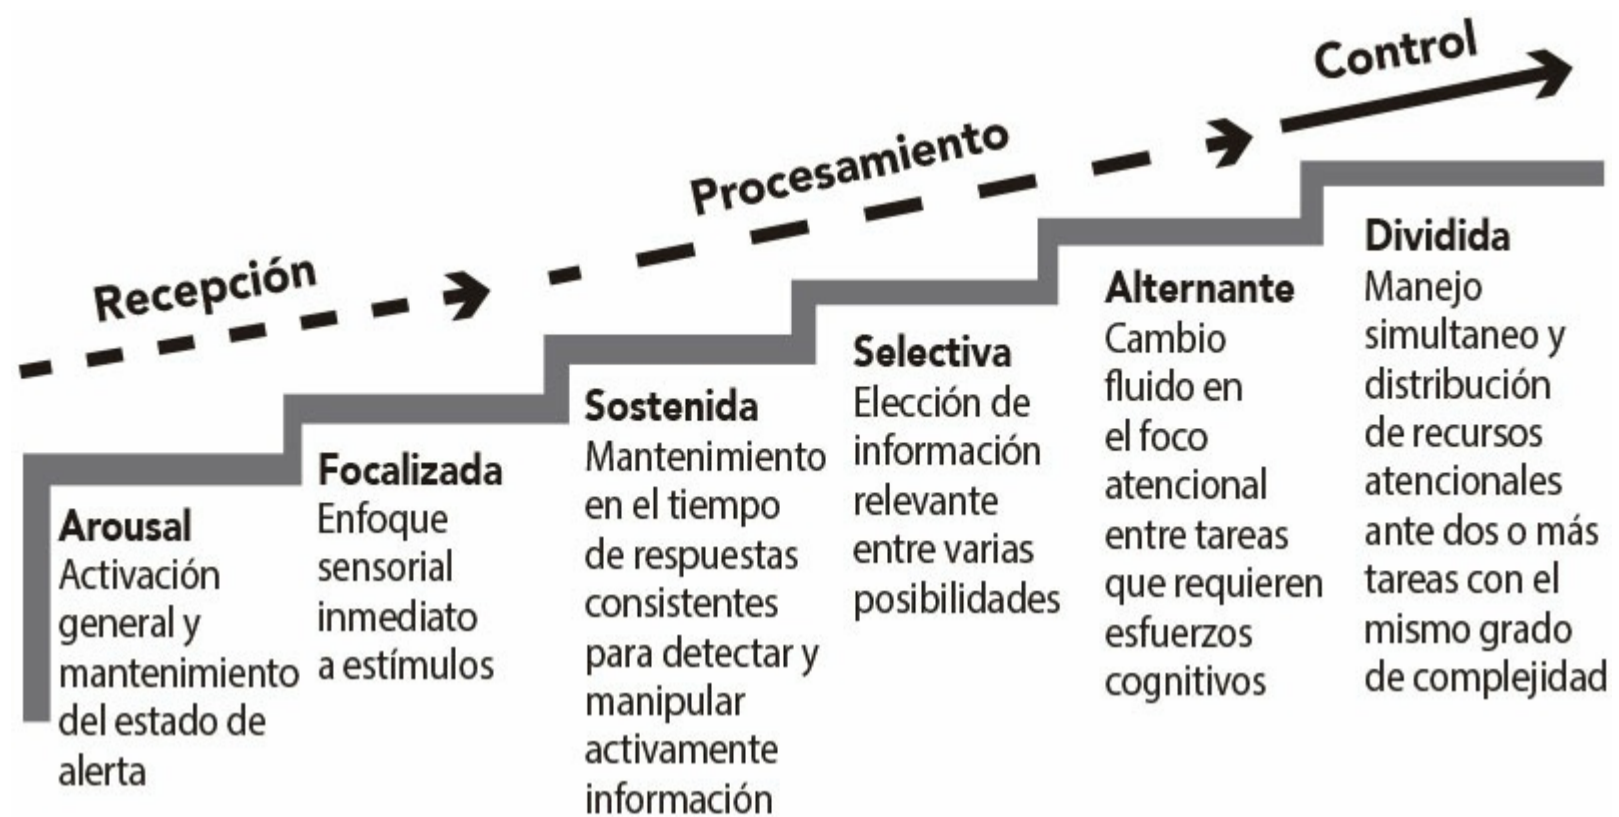 Recepción
Procesamiento
Control
Arousal
Activación
general y
mantenimiento
del estado de
alerta
Focalizada
Enfoque
sensorial
inmediato
a estímulos
Sostenida
Mantenimiento
en el tiempo
de respuestas
consistentes
para detectar y
manipular
activamente
información
Selectiva
Elección de
información
relevante
entre varias
posibilidades
Alternante
Cambio
fluido en
el foco
atencional
entre tareas
que requieren
esfuerzos
cognitivos
Dividida
Manejo
simultaneo y
distribución
de recursos
atencionales
ante dos o más
tareas con el
mismo grado
de complejidad